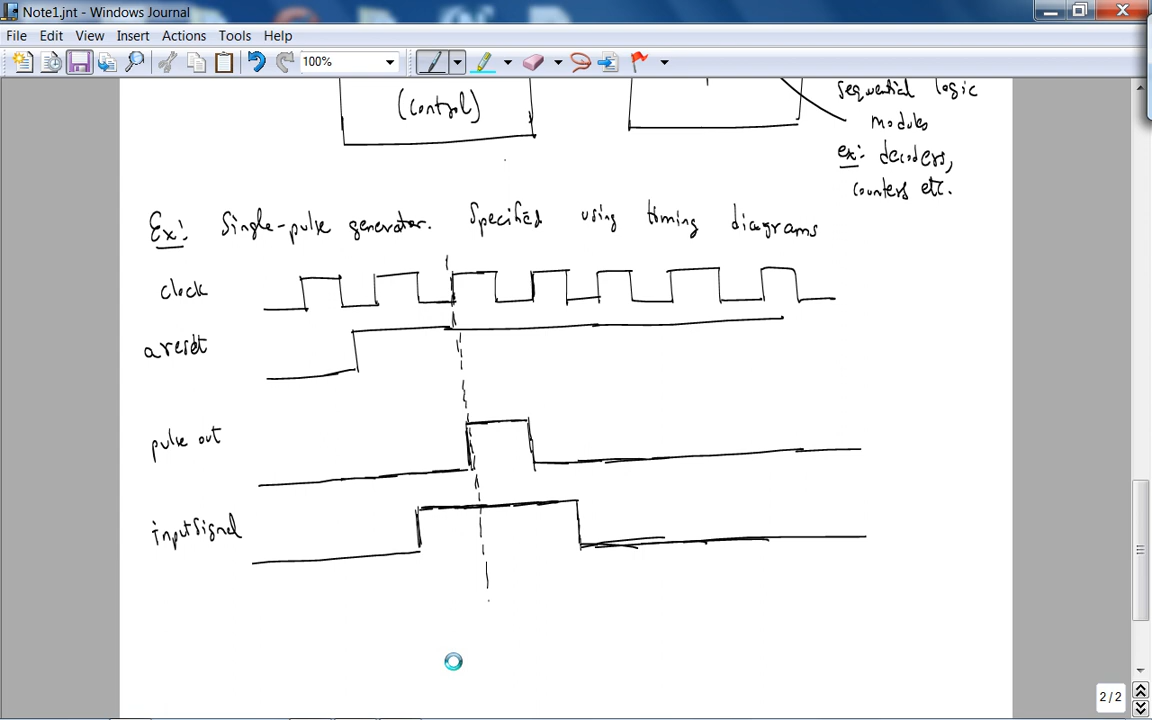 Note1.jnt - Windows Journal
File Edit View Insert Actions Tools Help
100%
(Control)
sequential logic
modules
ex: decoders,
counters etc.
Ex: Single-pulse generator. Specified using timing diagrams
clock
areset
pulse out
inputSignal
2 / 2